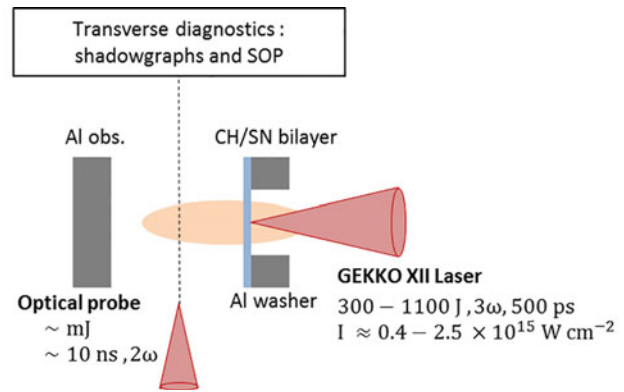 Transverse diagnostics :
shadowgraphs and SOP
Al obs.
CH/SN bilayer
Optical probe
~ mJ
~ 10 ns , 2ω
Al washer
GEKKO XII Laser
300 − 1100 J , 3ω, 500 ps
I ≈ 0.4 − 2.5 × 10¹⁵ W cm⁻²